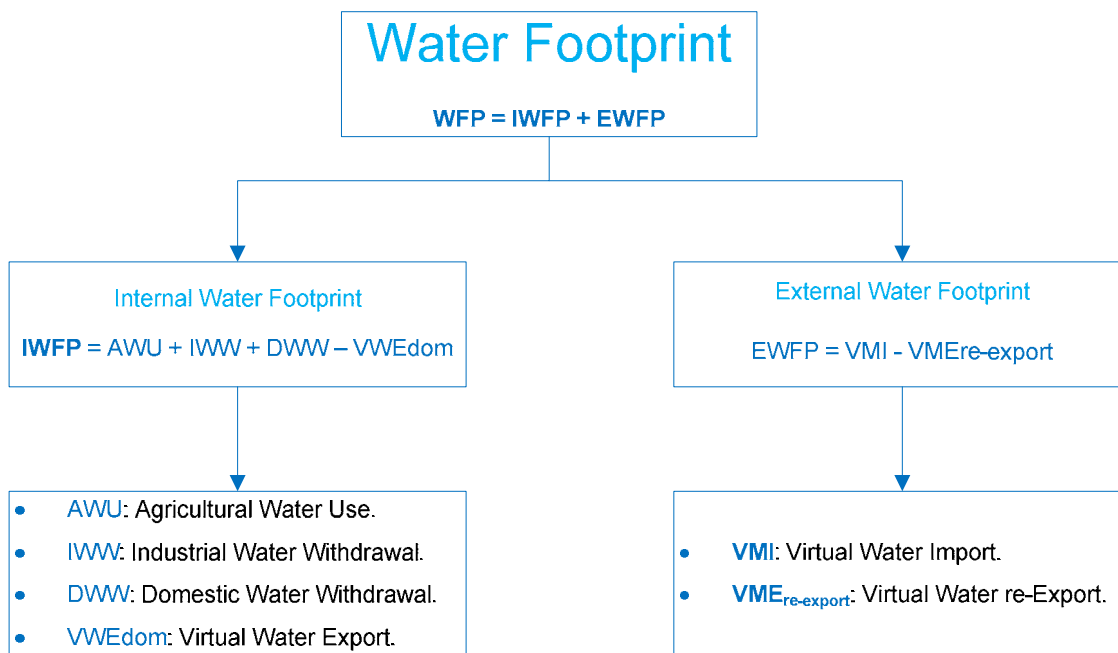 Water Footprint
WFP = IWFP + EWFP
Internal Water Footprint
IWFP = AWU + IWW + DWW – VWEdom
External Water Footprint
EWFP = VMI - VMEre-export
• AWU: Agricultural Water Use.
• IWW: Industrial Water Withdrawal.
• DWW: Domestic Water Withdrawal.
• VWEdom: Virtual Water Export.
• VMI: Virtual Water Import.
• VMEre-export: Virtual Water re-Export.